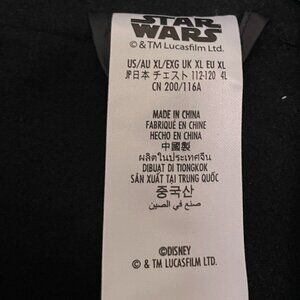 STAR
WARS
© & TM Lucasfilm Ltd.
US/AU XL/EXG UK XL EU XL
JP日本 チェスト 112-120 4L
CN 200/116A
MADE IN CHINA
FABRIQUÉ EN CHINE
HECHO EN CHINA
中國製
ผลิตในประเทศจีน
DIBUAT DI TIONGKOK
SẢN XUẤT TẠI TRUNG QUỐC
중국산
صنع في الصين
©DISNEY
© & TM LUCASFILM LTD.